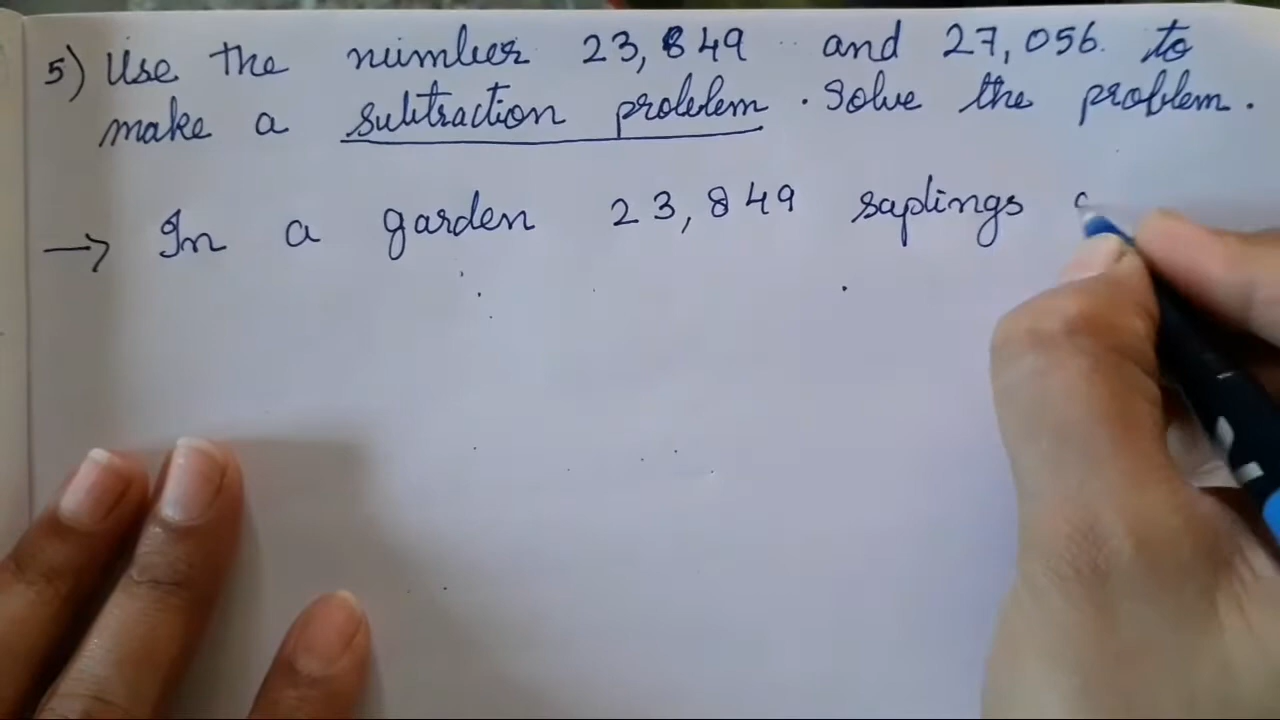 5) Use the number 23,849 and 27,056. to
make a subtraction problem. Solve the problem.
→ In a garden 23,849 saplings